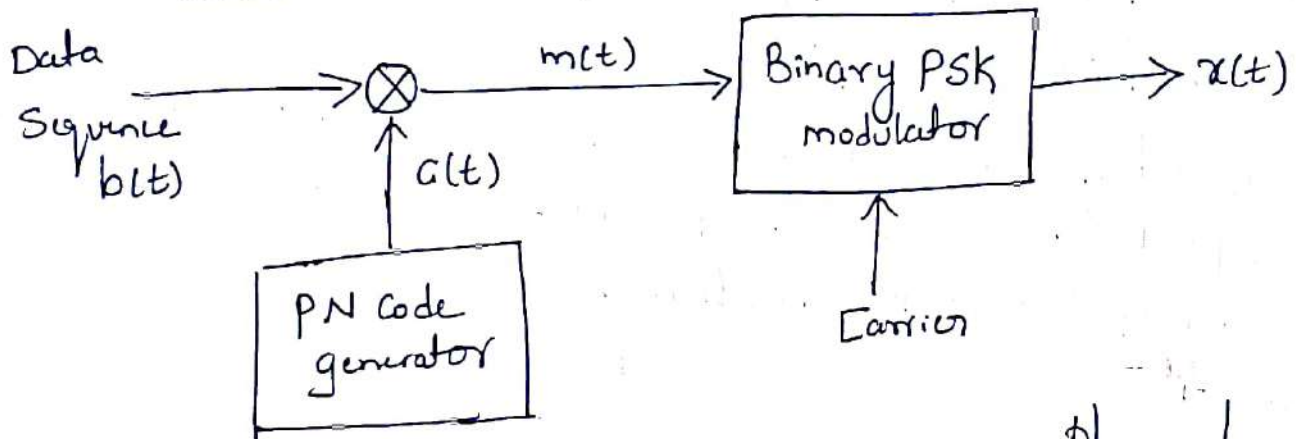 Data
Sequence
b(t)
m(t)
Binary PSK
modulator
x(t)
C(t)
PN Code
generator
Carrier